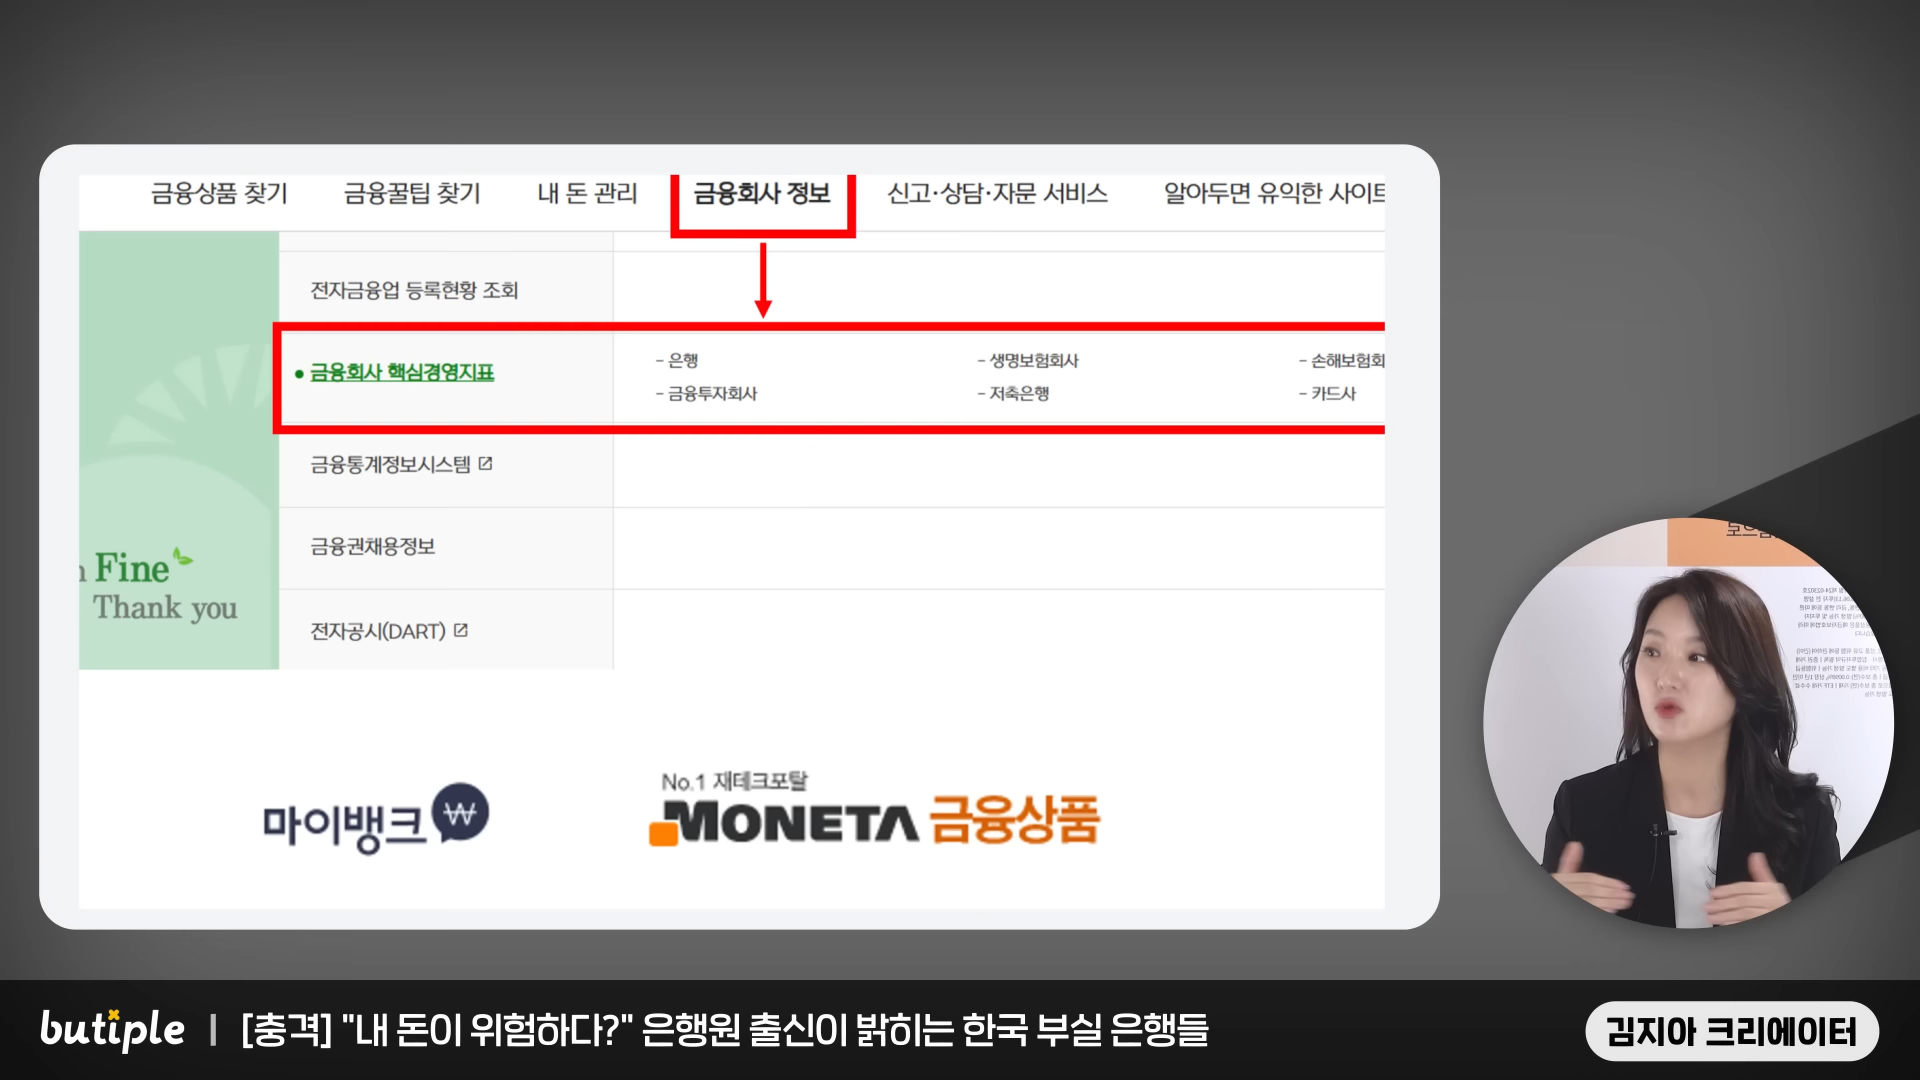 금융상품 찾기 금융꿀팁 찾기 내 돈 관리 금융회사 정보 신고·상담·자문 서비스 알아두면 유익한 사이트
전자금융업 등록현황 조회
금융회사 핵심경영지표
- 은행 - 생명보험회사 - 손해보험회
- 금융투자회사 - 저축은행 - 카드사
금융통계정보시스템
금융권채용정보
전자공시(DART)
Fine
Thank you
마이뱅크 ₩
No.1 재테크포탈
MONETA 금융상품
butiple | [충격] "내 돈이 위험하다?" 은행원 출신이 밝히는 한국 부실 은행들
김지아 크리에이터